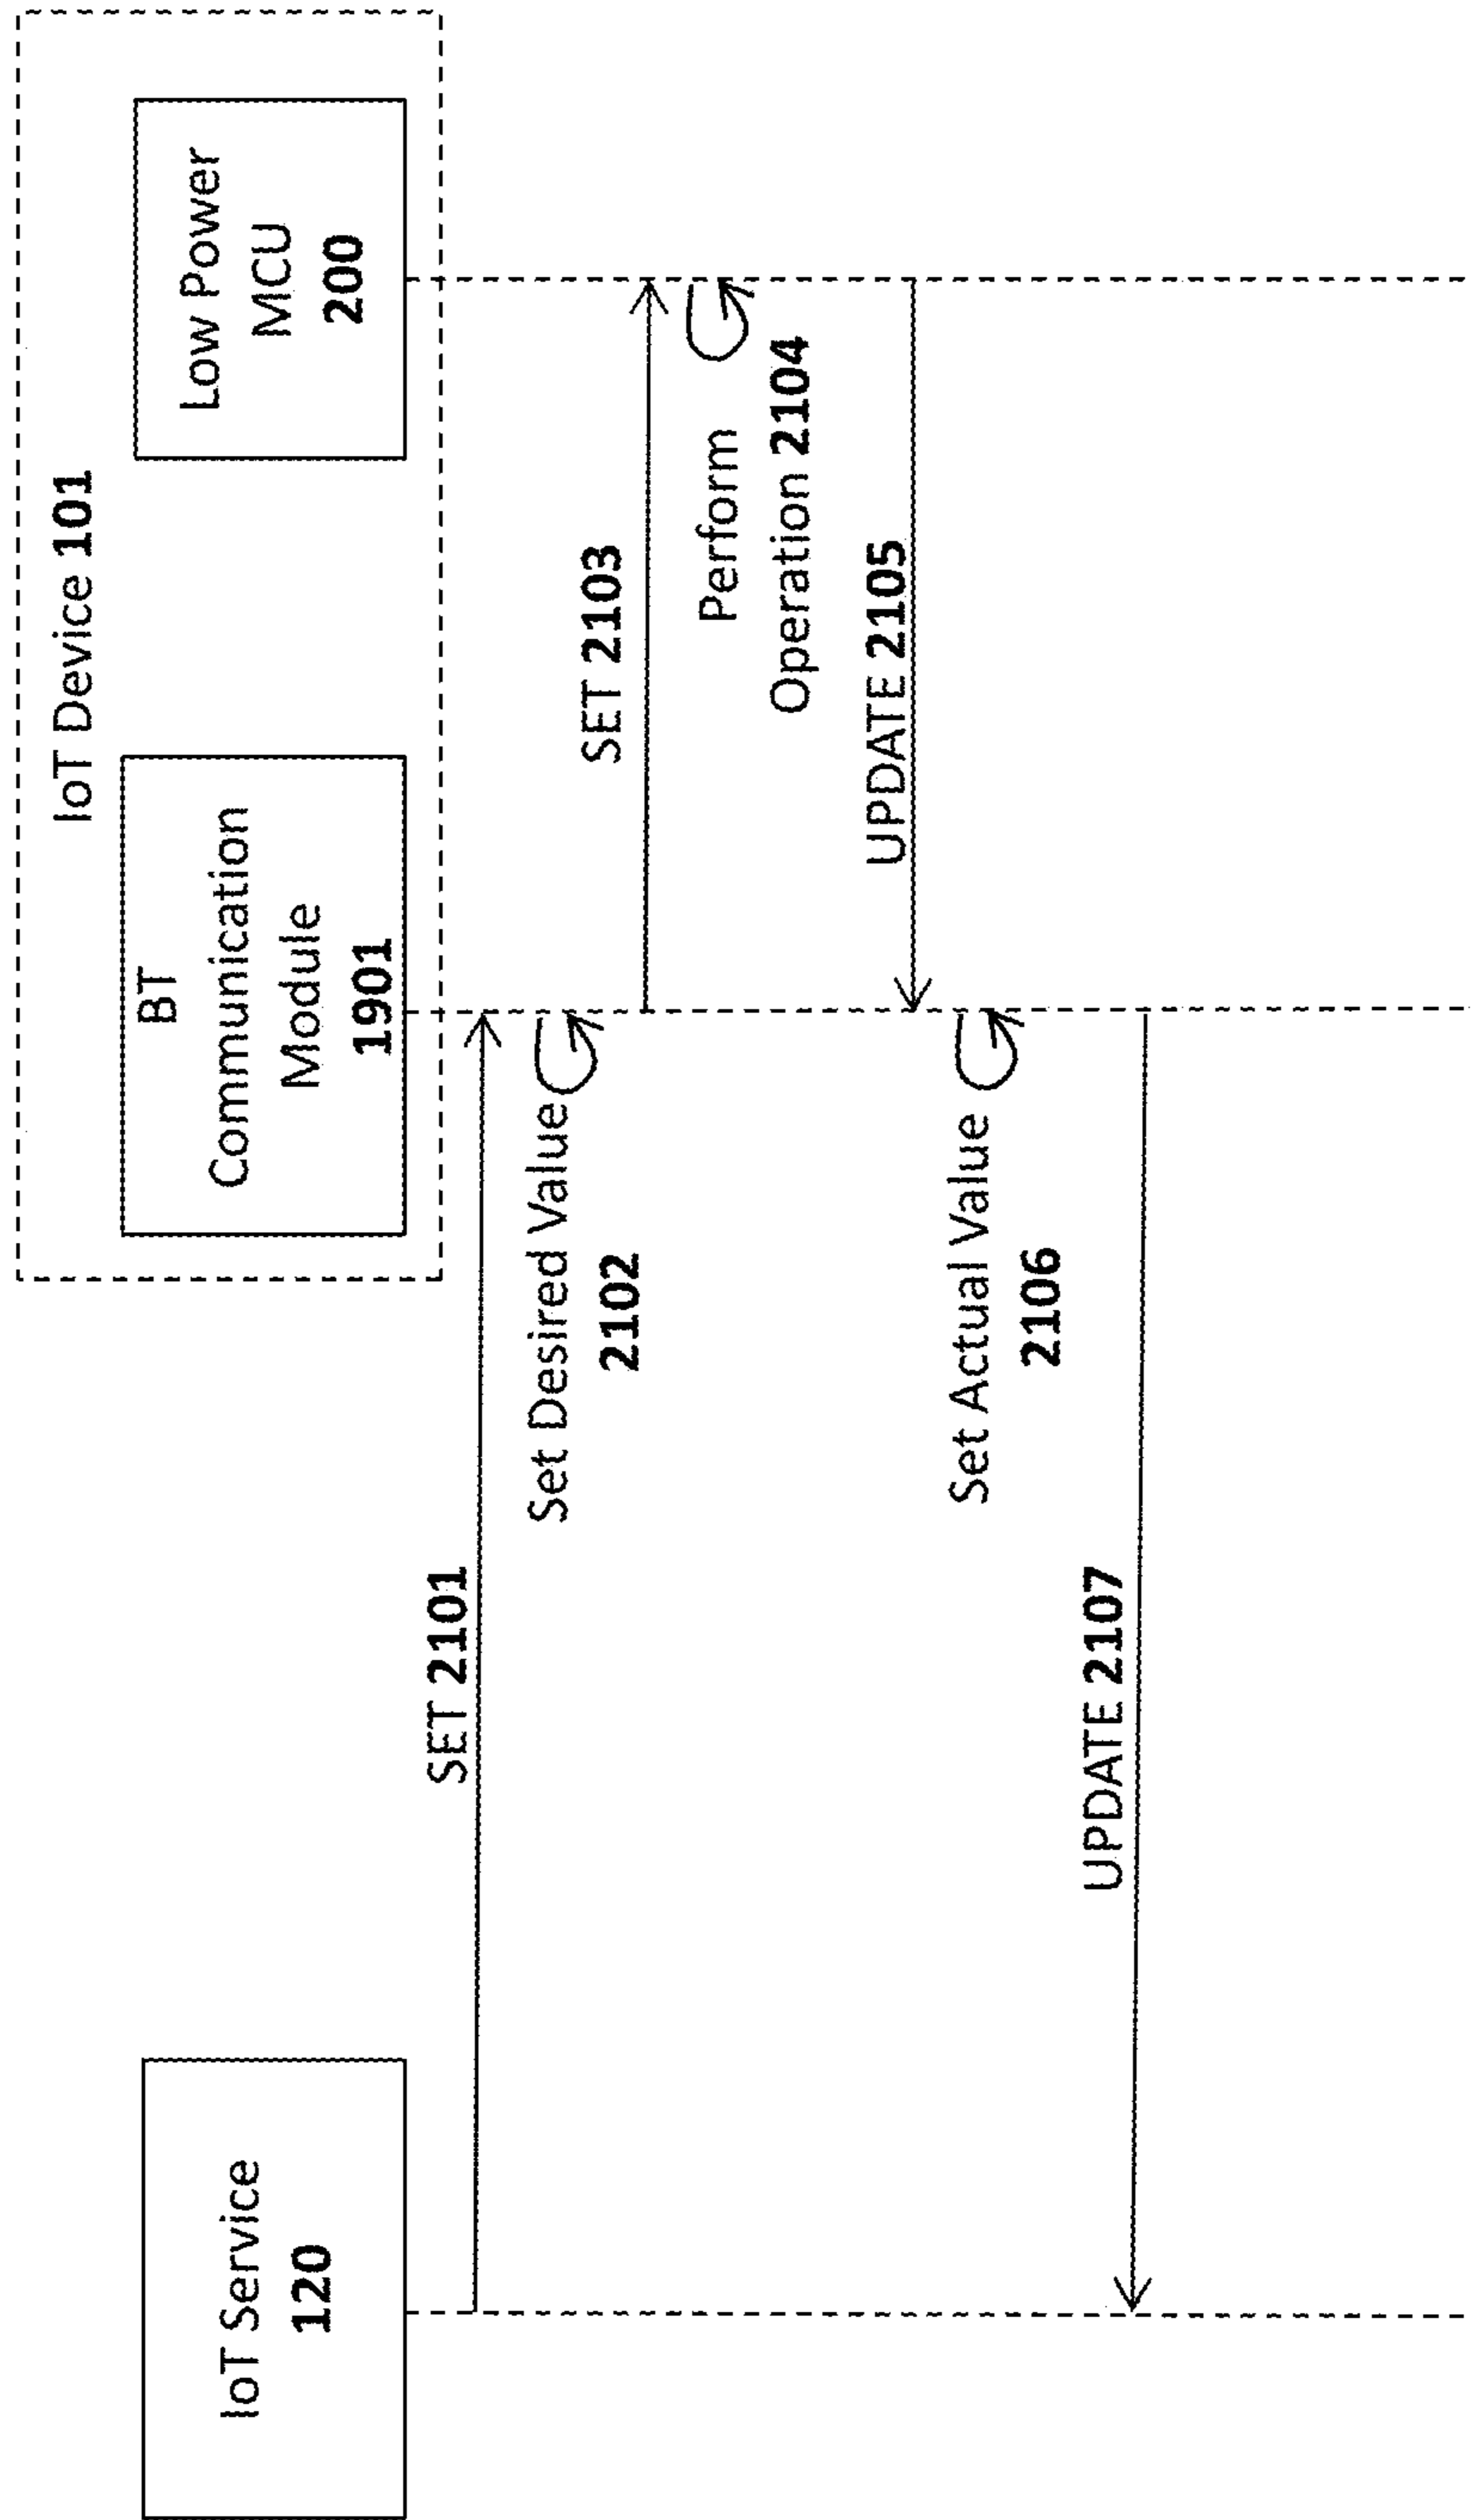 IoT Device 101
IoT Service
120
BT
Communication
Module
1901
Low Power
MCU
200
SET 2101
Set Desired Value
2102
SET 2103
Perform
Operation 2104
UPDATE 2105
Set Actual Value
2106
UPDATE 2107